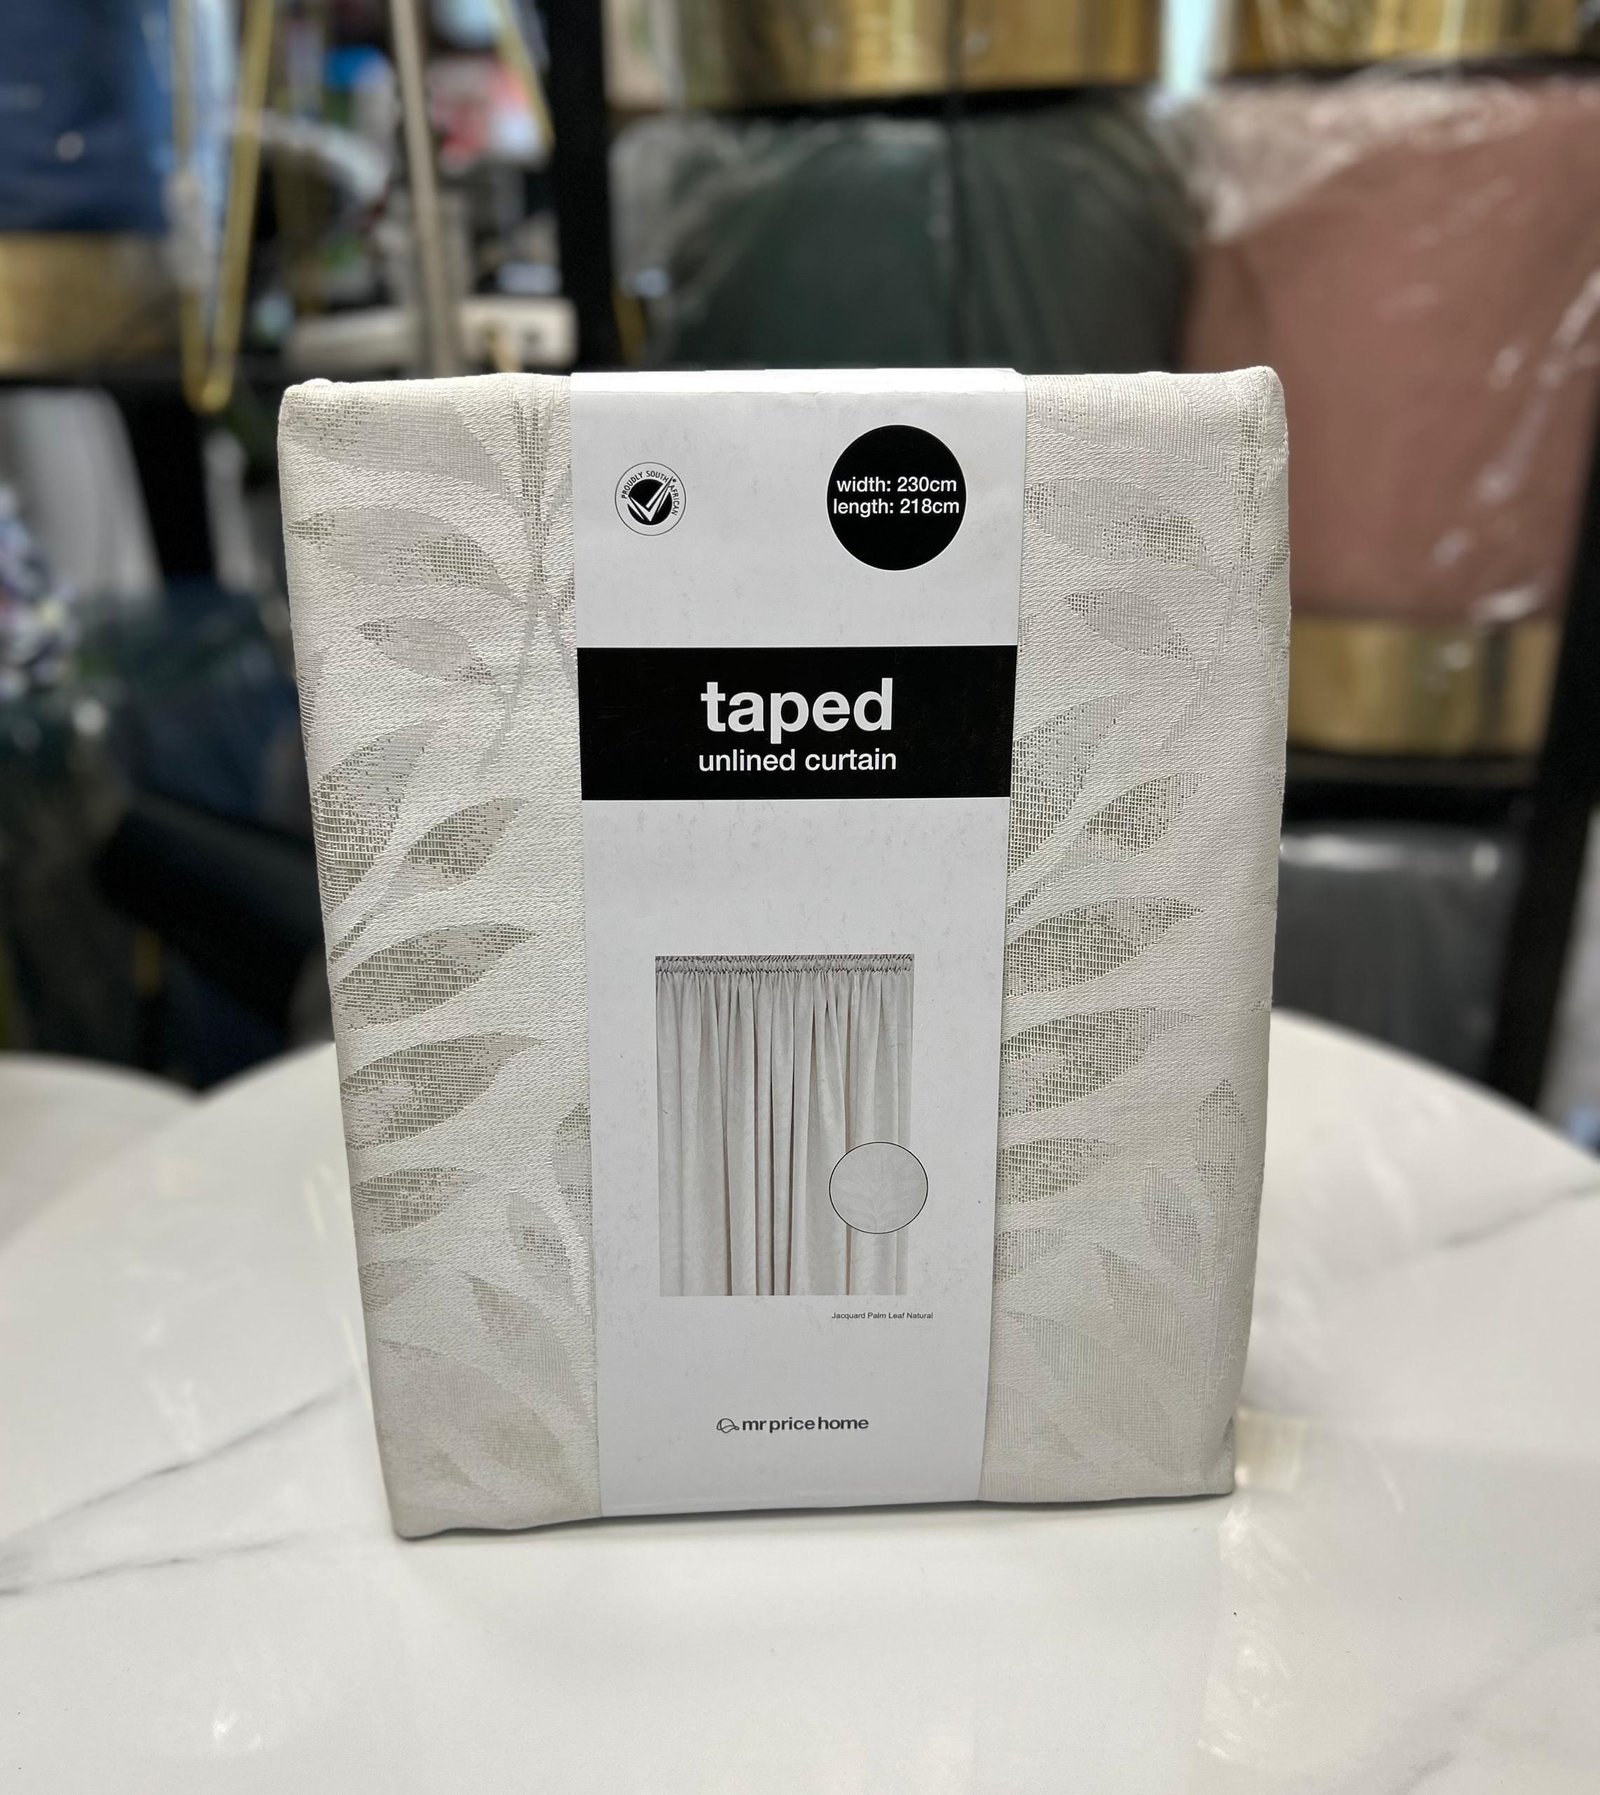 PROUDLY SOUTH AFRICAN
width: 230cm
length: 218cm
taped
unlined curtain
Jacquard Palm Leaf Natural
mr price home